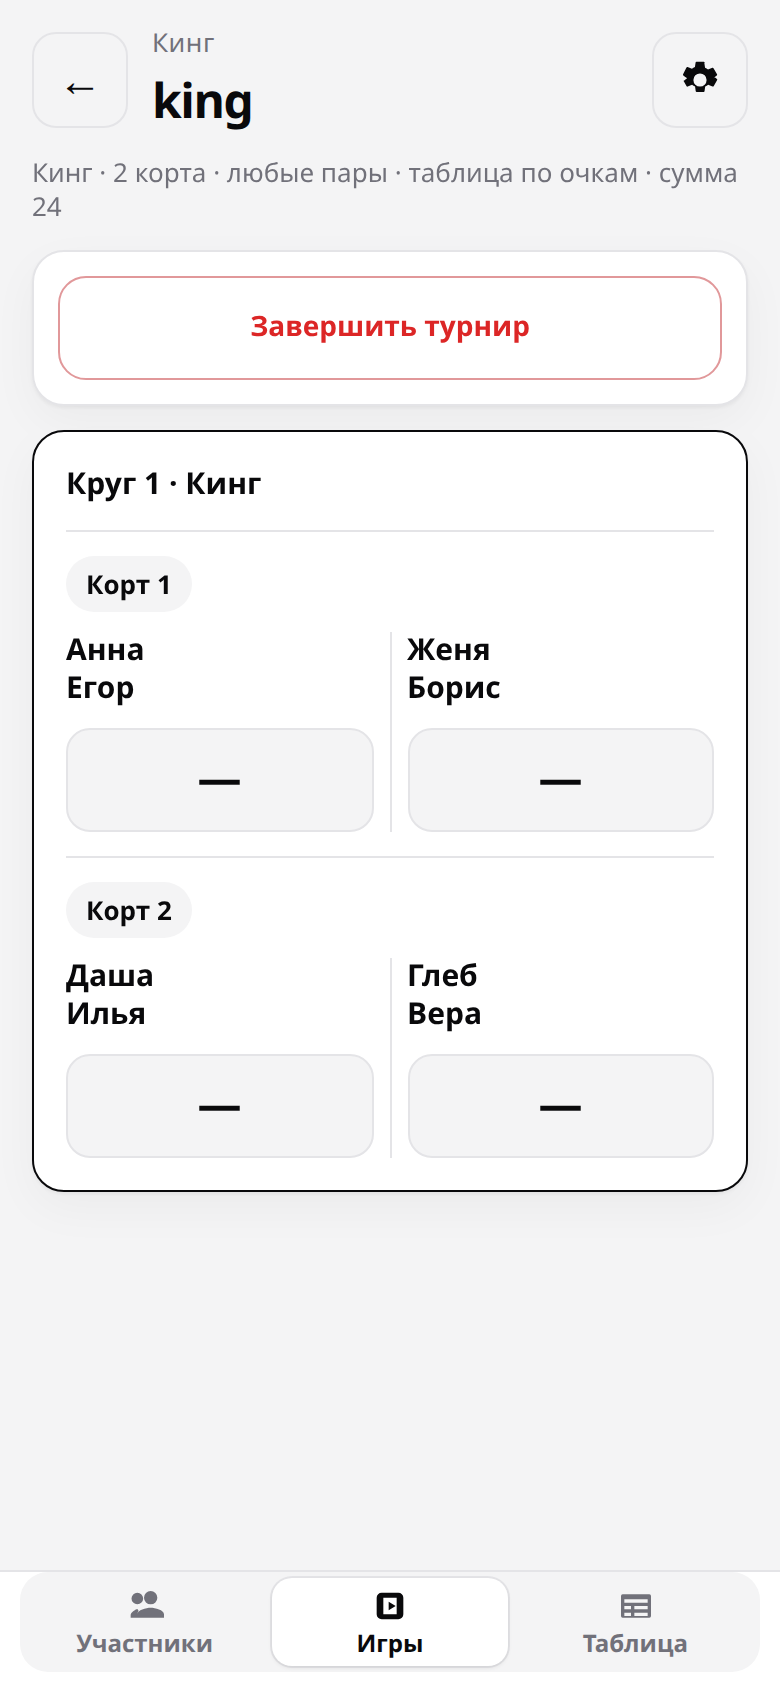 ←
Кинг
king
Кинг · 2 корта · любые пары · таблица по очкам · сумма
24
Завершить турнир
Круг 1 · Кинг
Корт 1
Анна
Егор
Женя
Борис
—
—
Корт 2
Даша
Илья
Глеб
Вера
—
—
Участники
Игры
Таблица